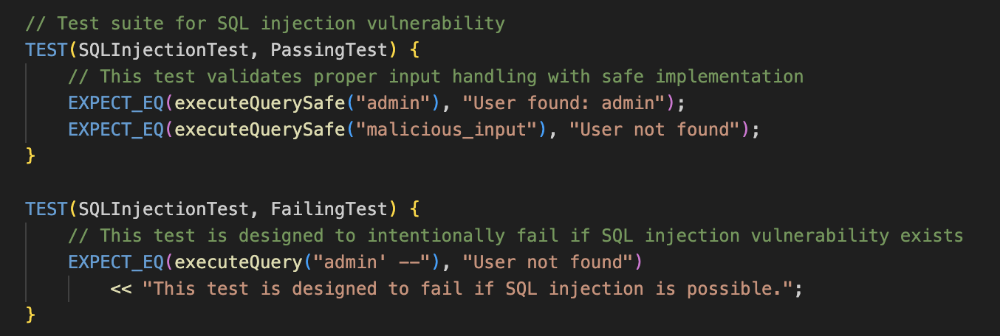 // Test suite for SQL injection vulnerability
TEST(SQLInjectionTest, PassingTest) {
    // This test validates proper input handling with safe implementation
    EXPECT_EQ(executeQuerySafe("admin"), "User found: admin");
    EXPECT_EQ(executeQuerySafe("malicious_input"), "User not found");
}

TEST(SQLInjectionTest, FailingTest) {
    // This test is designed to intentionally fail if SQL injection vulnerability exists
    EXPECT_EQ(executeQuery("admin' --"), "User not found")
        << "This test is designed to fail if SQL injection is possible.";
}